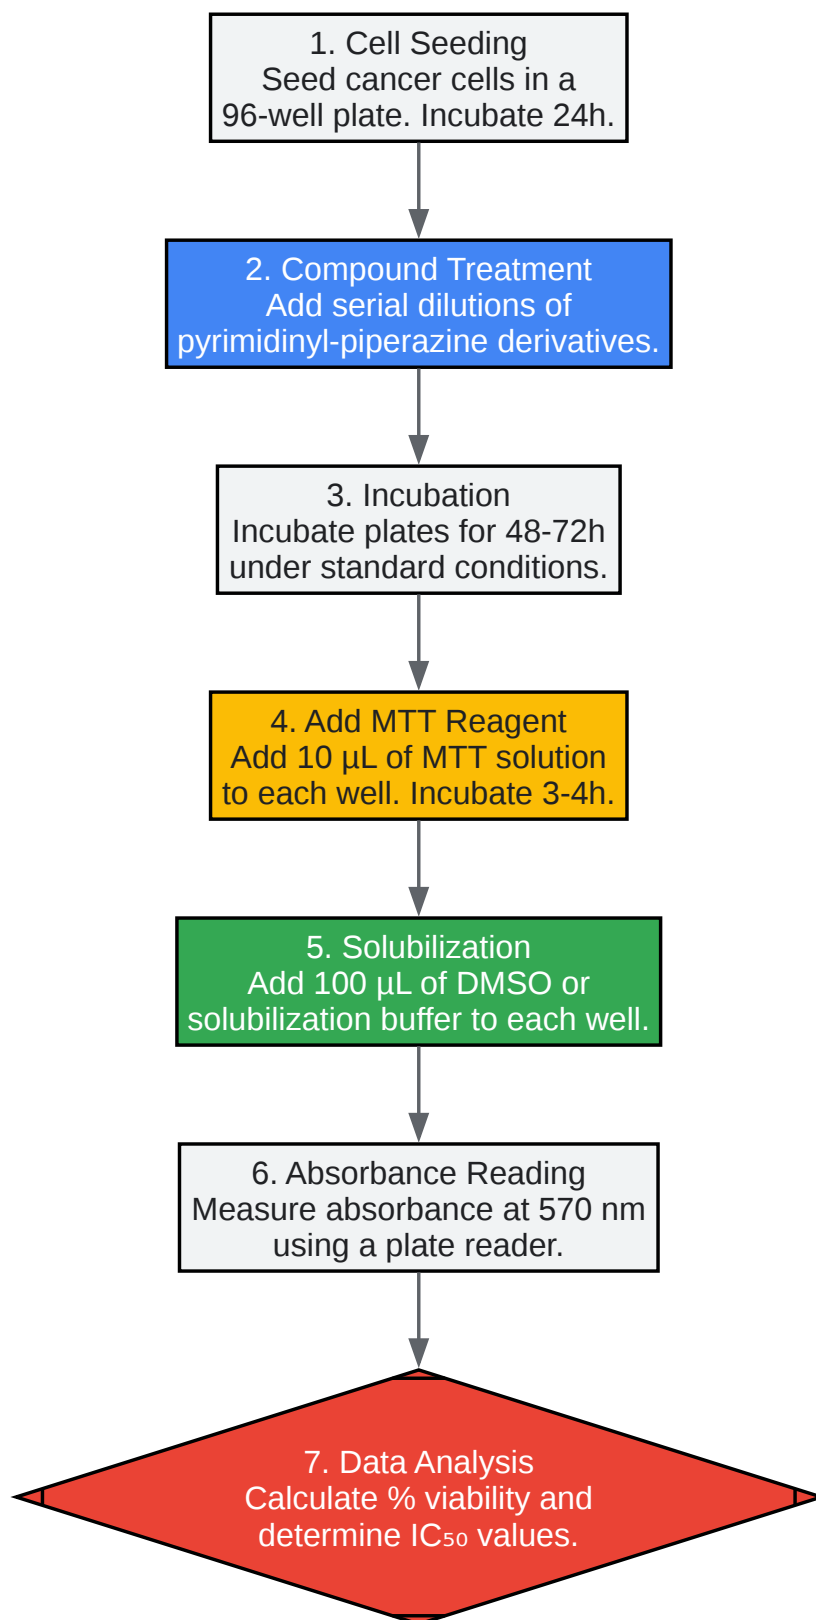 1. Cell Seeding
Seed cancer cells in a
96-well plate. Incubate 24h.
2. Compound Treatment
Add serial dilutions of
pyrimidinyl-piperazine derivatives.
3. Incubation
Incubate plates for 48-72h
under standard conditions.
4. Add MTT Reagent
Add 10 µL of MTT solution
to each well. Incubate 3-4h.
5. Solubilization
Add 100 µL of DMSO or
solubilization buffer to each well.
6. Absorbance Reading
Measure absorbance at 570 nm
using a plate reader.
7. Data Analysis
Calculate % viability and
determine IC₅₀ values.